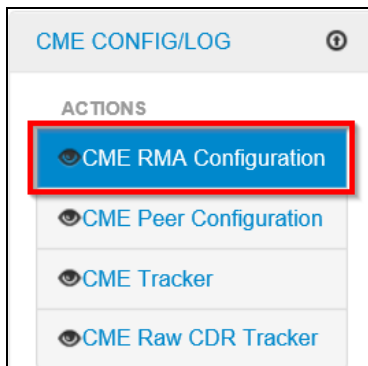 CME CONFIG/LOG
ACTIONS
CME RMA Configuration
CME Peer Configuration
CME Tracker
CME Raw CDR Tracker